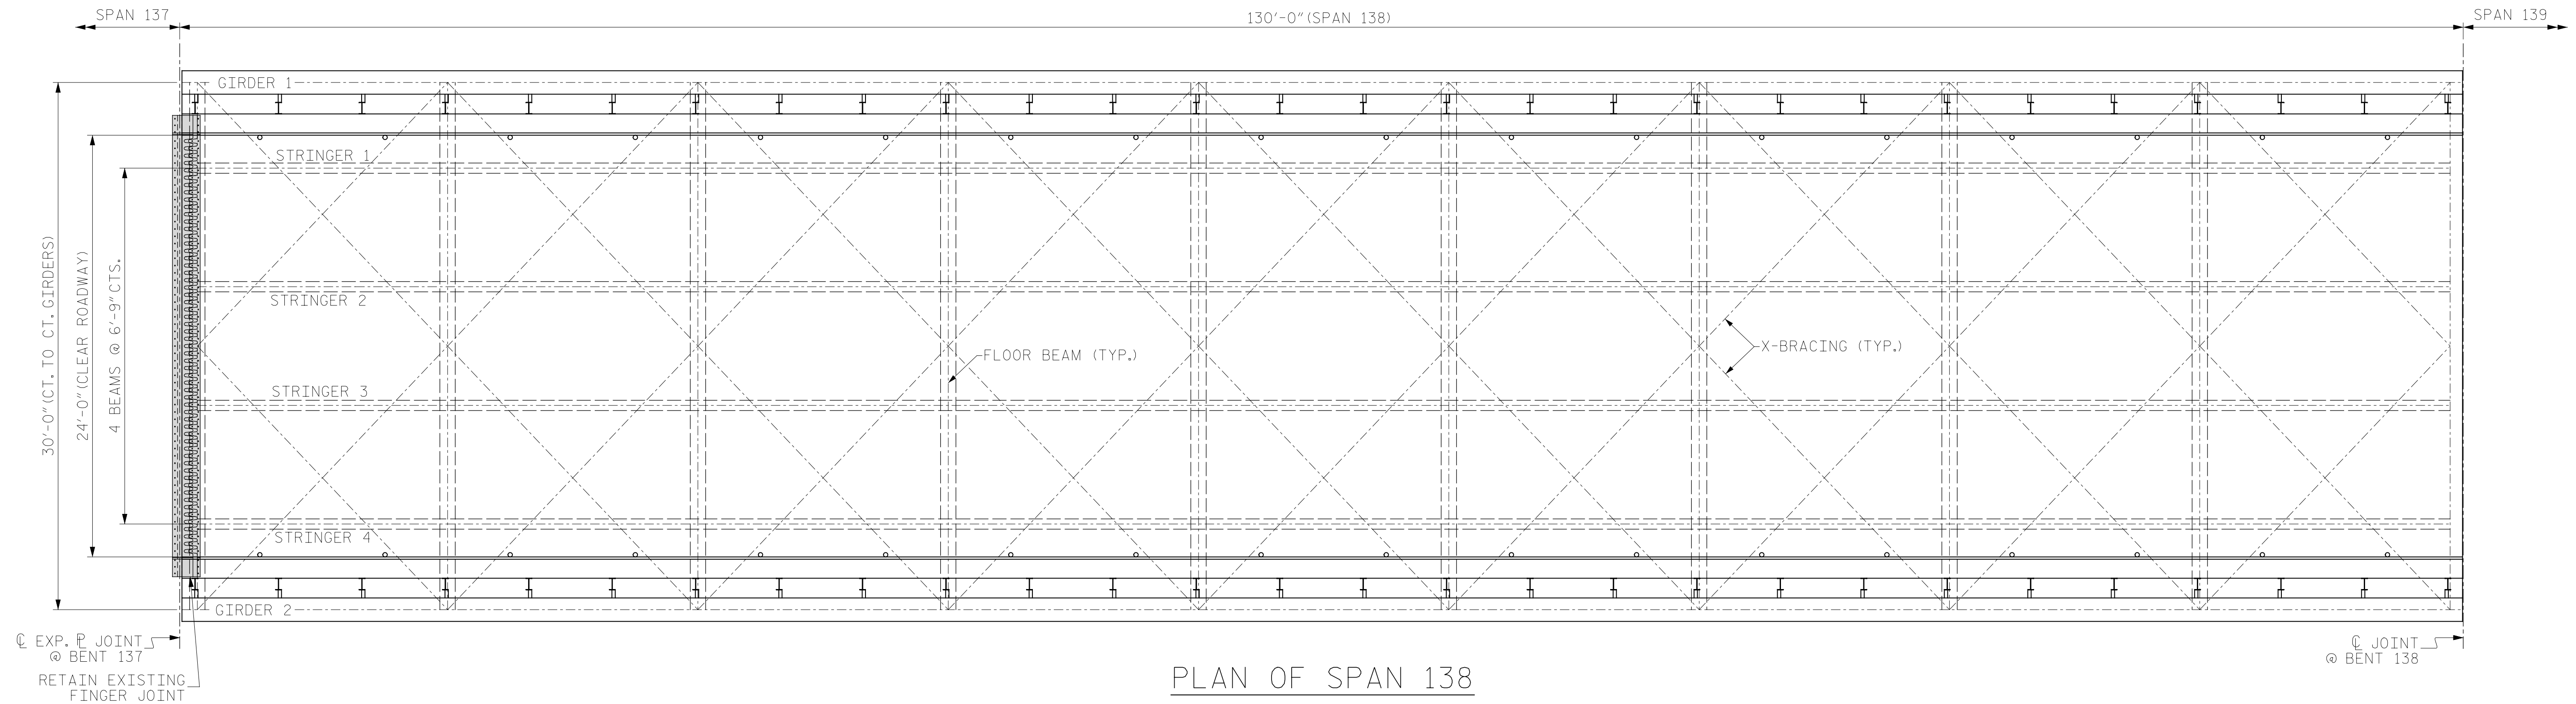 SPAN 137
130'-0" (SPAN 138)
SPAN 139
GIRDER 1
STRINGER 1
STRINGER 2
30'-0" (CT. TO CT. GIRDERS)
24'-0" (CLEAR ROADWAY)
4 BEAMS @ 6'-9" CTS.
FLOOR BEAM (TYP.)
X-BRACING (TYP.)
STRINGER 3
STRINGER 4
GIRDER 2
℄ EXP. ⅊ JOINT
@ BENT 137
℄ JOINT
@ BENT 138
RETAIN EXISTING
FINGER JOINT
PLAN OF SPAN 138